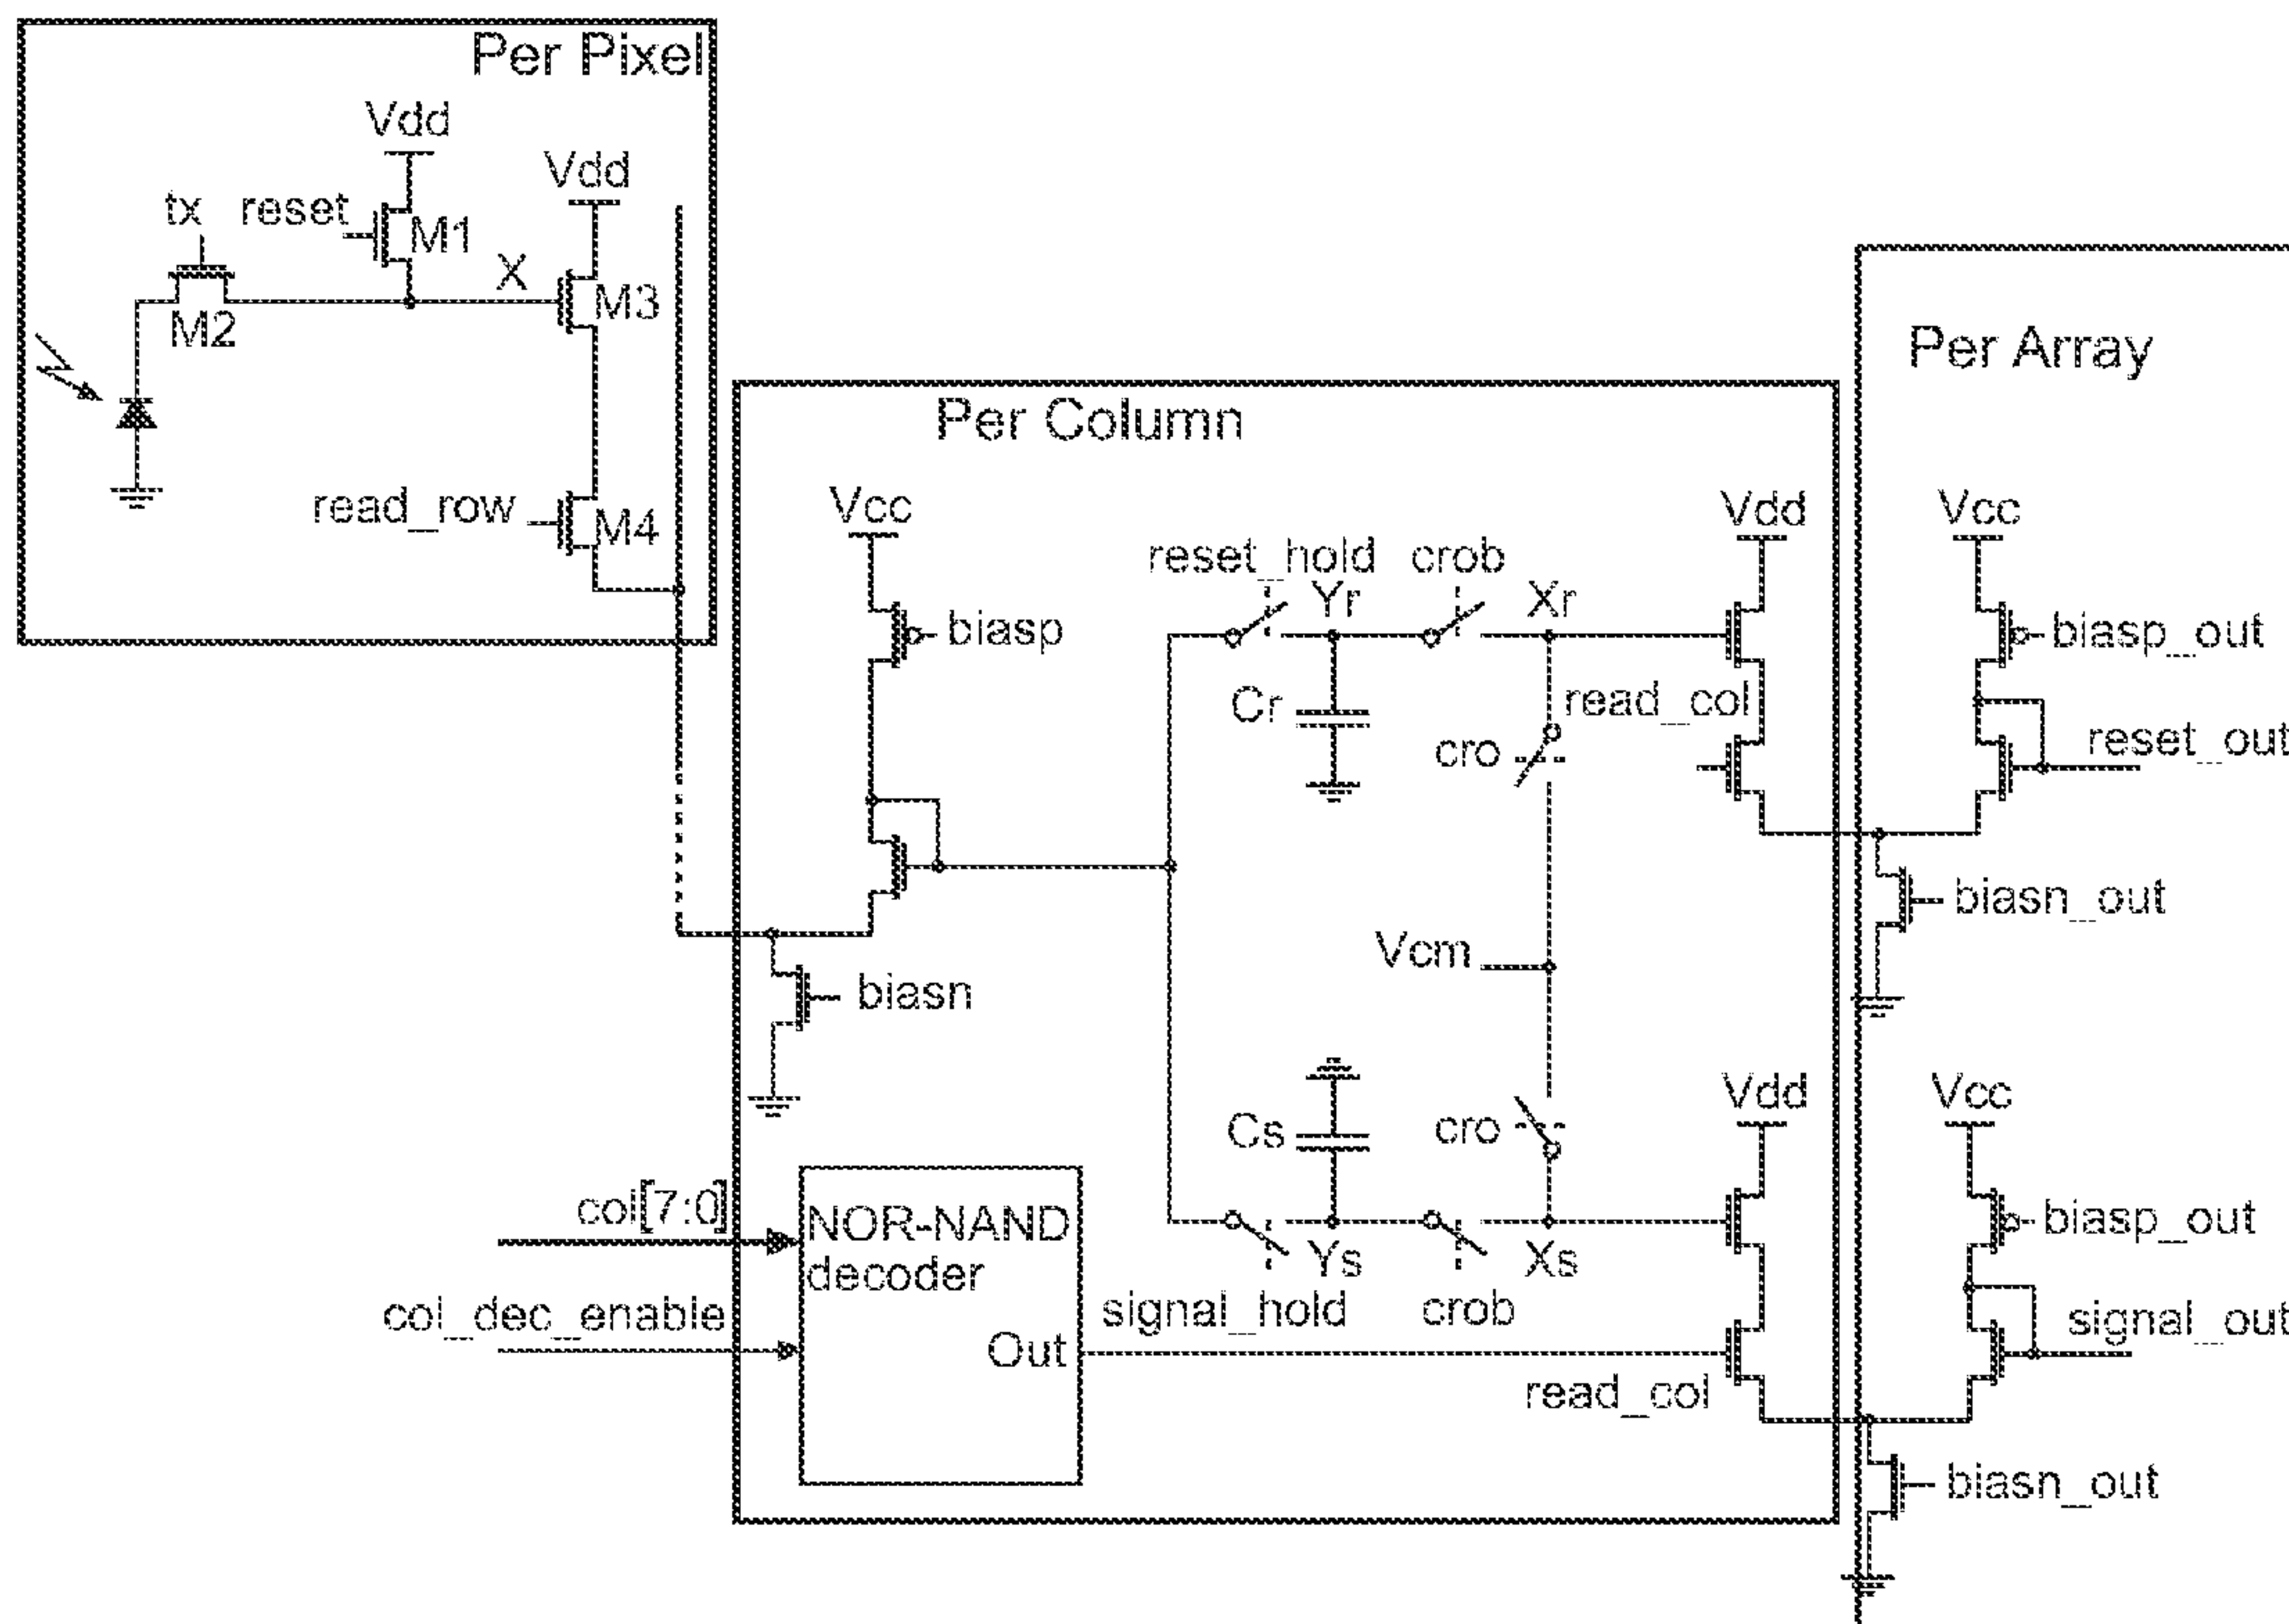 Per Pixel
Vdd
Vdd
tx
reset
M1
X
M3
M2
read_row
M4
Per Array
Per Column
Vcc
Vdd
Vcc
reset_hold
crob
Yr
Xr
biasp
biasp_out
Cr
read_col
cro
reset_out
biasn_out
Vcm
biasn
Vdd
Vcc
Cs
cro
col[7:0]
NOR-NAND
decoder
biasp_out
Ys
Xs
col_dec_enable
signal_hold
crob
signal_out
Out
read_col
biasn_out